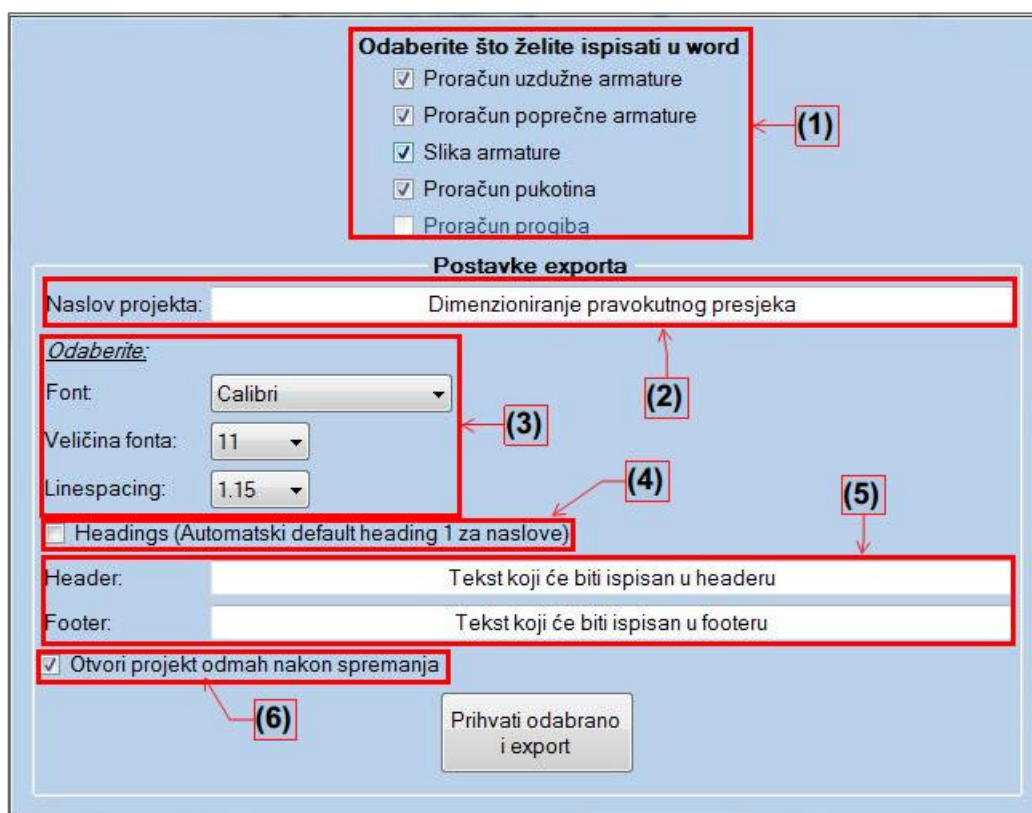 Odaberite što želite ispisati u word
Proračun uzdužne armature
Proračun poprečne armature
(1)
Slika armature
Proračun pukotina
Proračun progiba
Postavke exporta
Naslov projekta: Dimenzioniranje pravokutnog presjeka
Odaberite:
Font: Calibri
(2)
Veličina fonta: 11
(3)
Linespacing: 1.15
(4)
(5)
Headings (Automatski default heading 1 za naslove)
Header: Tekst koji će biti ispisan u headeru
Footer: Tekst koji će biti ispisan u footeru
Otvori projekt odmah nakon spremanja
(6)
Prihvati odabrano
i export